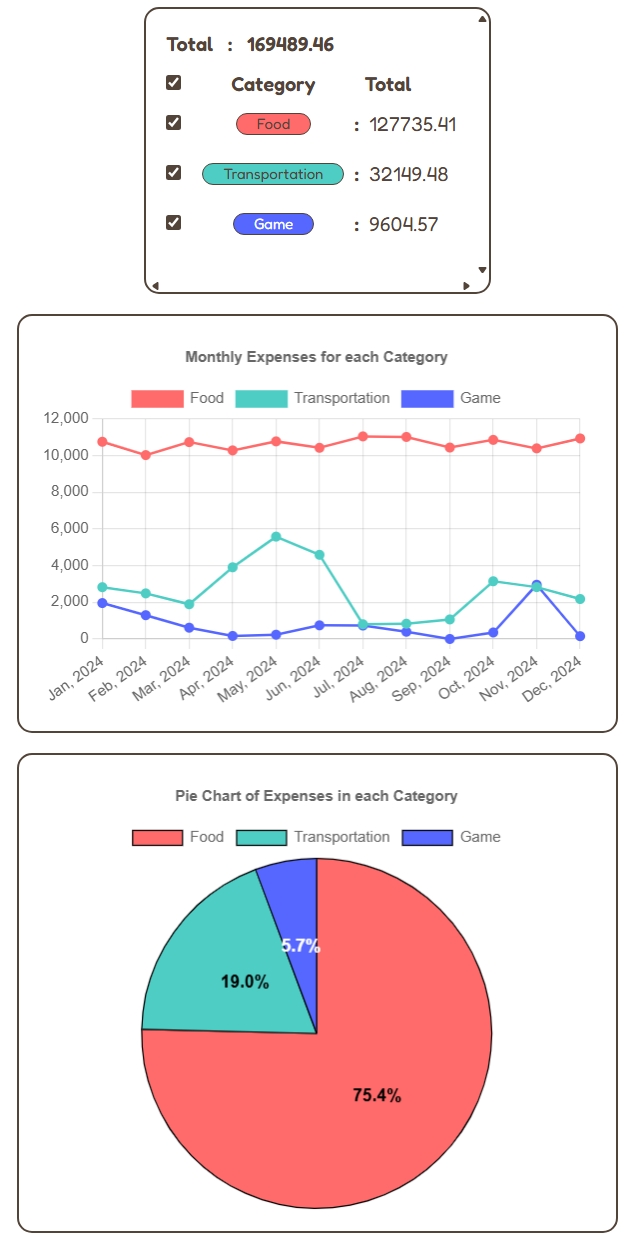 Total : 169489.46
Category Total
Food : 127735.41
Transportation : 32149.48
Game : 9604.57
Monthly Expenses for each Category
Food Transportation Game
12,000
10,000
8,000
6,000
4,000
2,000
0
Jan, 2024 Feb, 2024 Mar, 2024 Apr, 2024 May, 2024 Jun, 2024 Jul, 2024 Aug, 2024 Sep, 2024 Oct, 2024 Nov, 2024 Dec, 2024
Pie Chart of Expenses in each Category
Food Transportation Game
5.7%
19.0%
75.4%